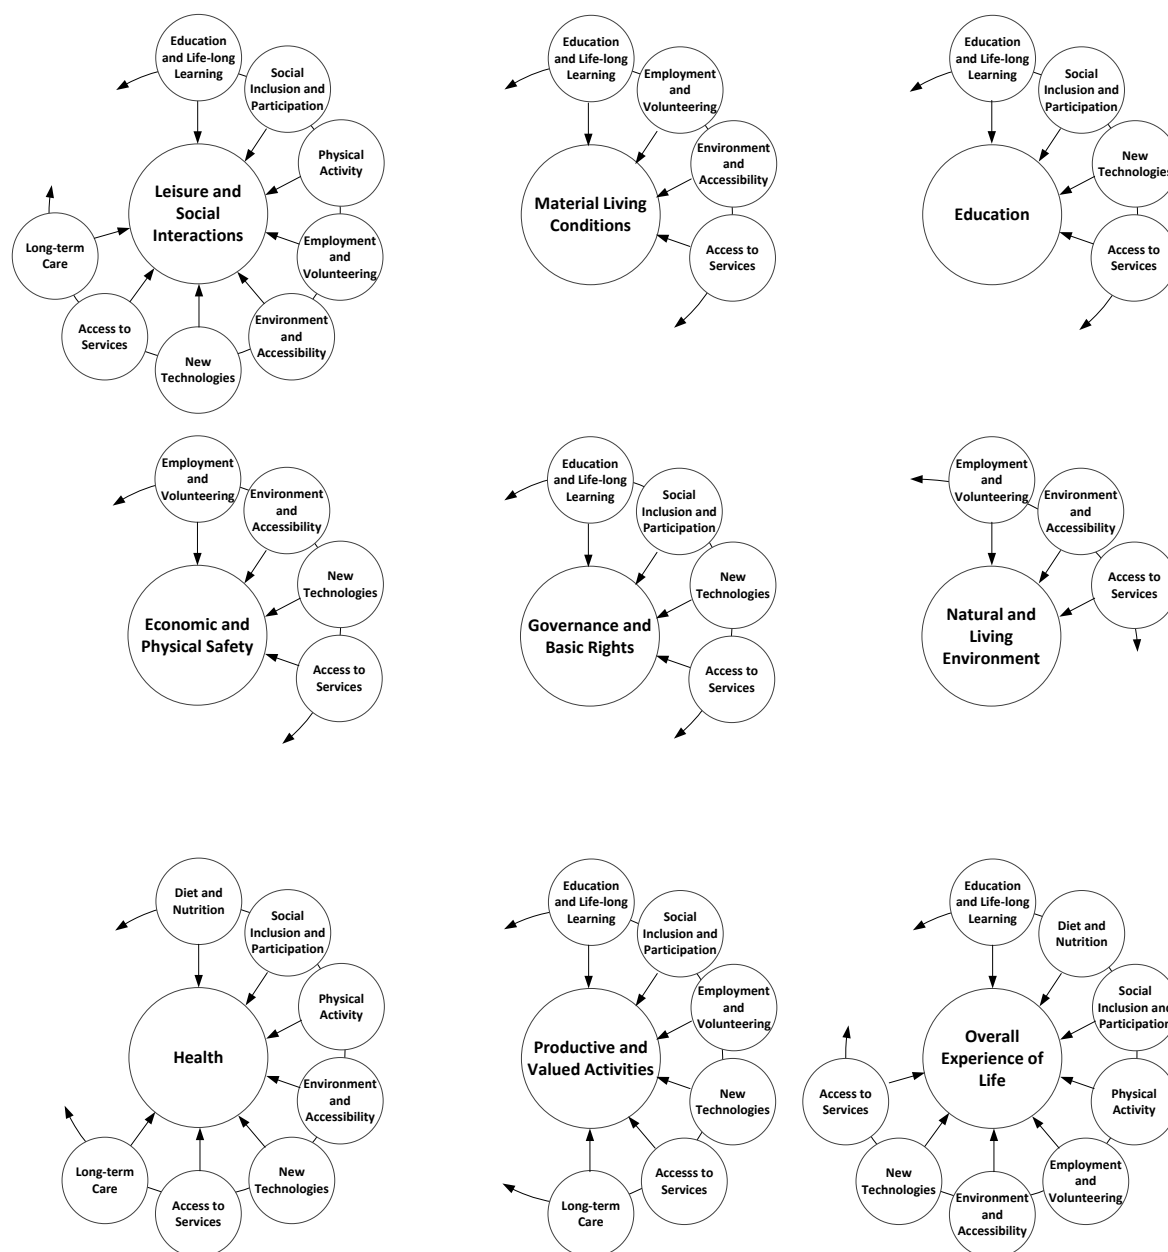 Education
and Life-long
Learning
Social
Inclusion and
Participation
Physical
Activity
Employment
and
Volunteering
Environment
and
Accessibility
New
Technologies
Access to
Services
Long-term
Care
Leisure and
Social
Interactions
Education
and Life-long
Learning
Employment
and
Volunteering
Environment
and
Accessibility
Access to
Services
Material Living
Conditions
Education
and Life-long
Learning
Social
Inclusion and
Participation
New
Technologies
Access to
Services
Education
Employment
and
Volunteering
Environment
and
Accessibility
New
Technologies
Access to
Services
Economic and
Physical Safety
Education
and Life-long
Learning
Social
Inclusion and
Participation
New
Technologies
Access to
Services
Governance and
Basic Rights
Employment
and
Volunteering
Environment
and
Accessibility
Access to
Services
Natural and
Living
Environment
Diet and
Nutrition
Social
Inclusion and
Participation
Physical
Activity
Environment
and
Accessibility
New
Technologies
Access to
Services
Long-term
Care
Health
Education
and Life-long
Learning
Social
Inclusion and
Participation
Employment
and
Volunteering
New
Technologies
Accesss to
Services
Long-term
Care
Productive and
Valued Activities
Education
and Life-long
Learning
Diet and
Nutrition
Social
Inclusion and
Participation
Physical
Activity
Employment
and
Volunteering
Environment
and
Accessibility
New
Technologies
Access to
Services
Overall
Experience of
Life